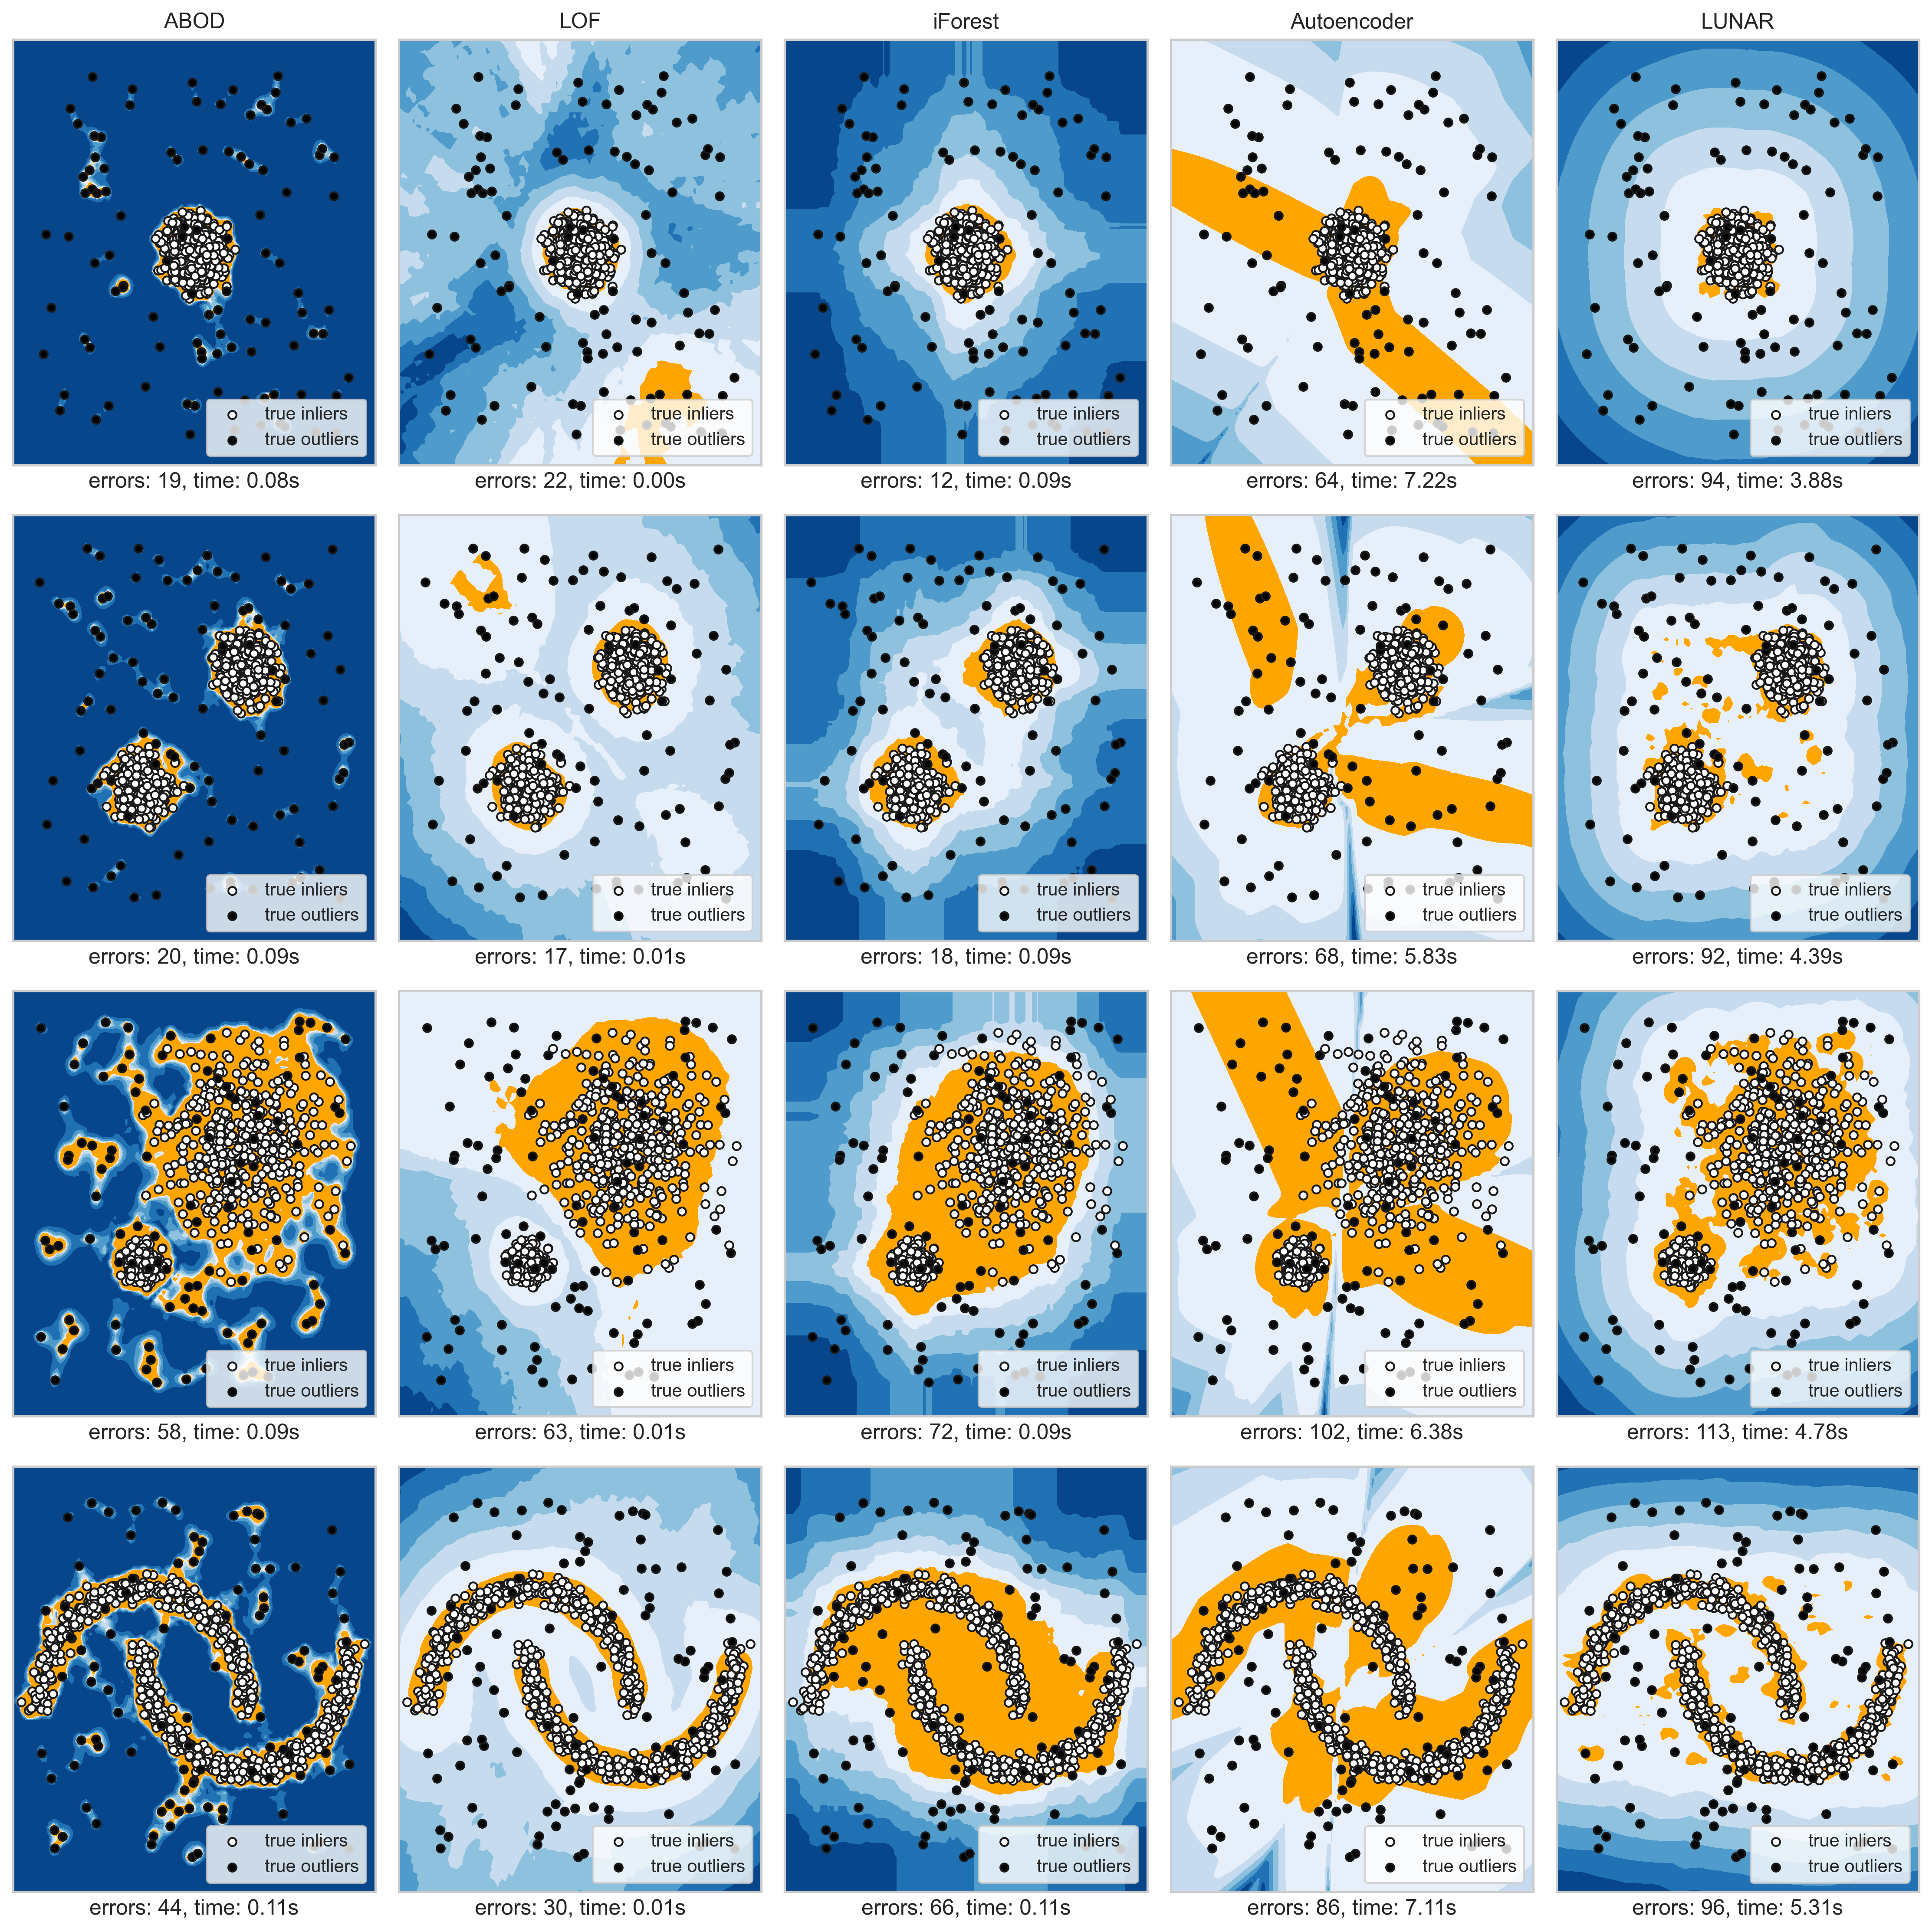 ABOD LOF iForest Autoencoder LUNAR
true inliers true inliers true inliers true inliers true inliers
true outliers true outliers true outliers true outliers true outliers
errors: 19, time: 0.08s errors: 22, time: 0.00s errors: 12, time: 0.09s errors: 64, time: 7.22s errors: 94, time: 3.88s
true inliers true inliers true inliers true inliers true inliers
true outliers true outliers true outliers true outliers true outliers
errors: 20, time: 0.09s errors: 17, time: 0.01s errors: 18, time: 0.09s errors: 68, time: 5.83s errors: 92, time: 4.39s
true inliers true inliers true inliers true inliers true inliers
true outliers true outliers true outliers true outliers true outliers
errors: 58, time: 0.09s errors: 63, time: 0.01s errors: 72, time: 0.09s errors: 102, time: 6.38s errors: 113, time: 4.78s
true inliers true inliers true inliers true inliers true inliers
true outliers true outliers true outliers true outliers true outliers
errors: 44, time: 0.11s errors: 30, time: 0.01s errors: 66, time: 0.11s errors: 86, time: 7.11s errors: 96, time: 5.31s